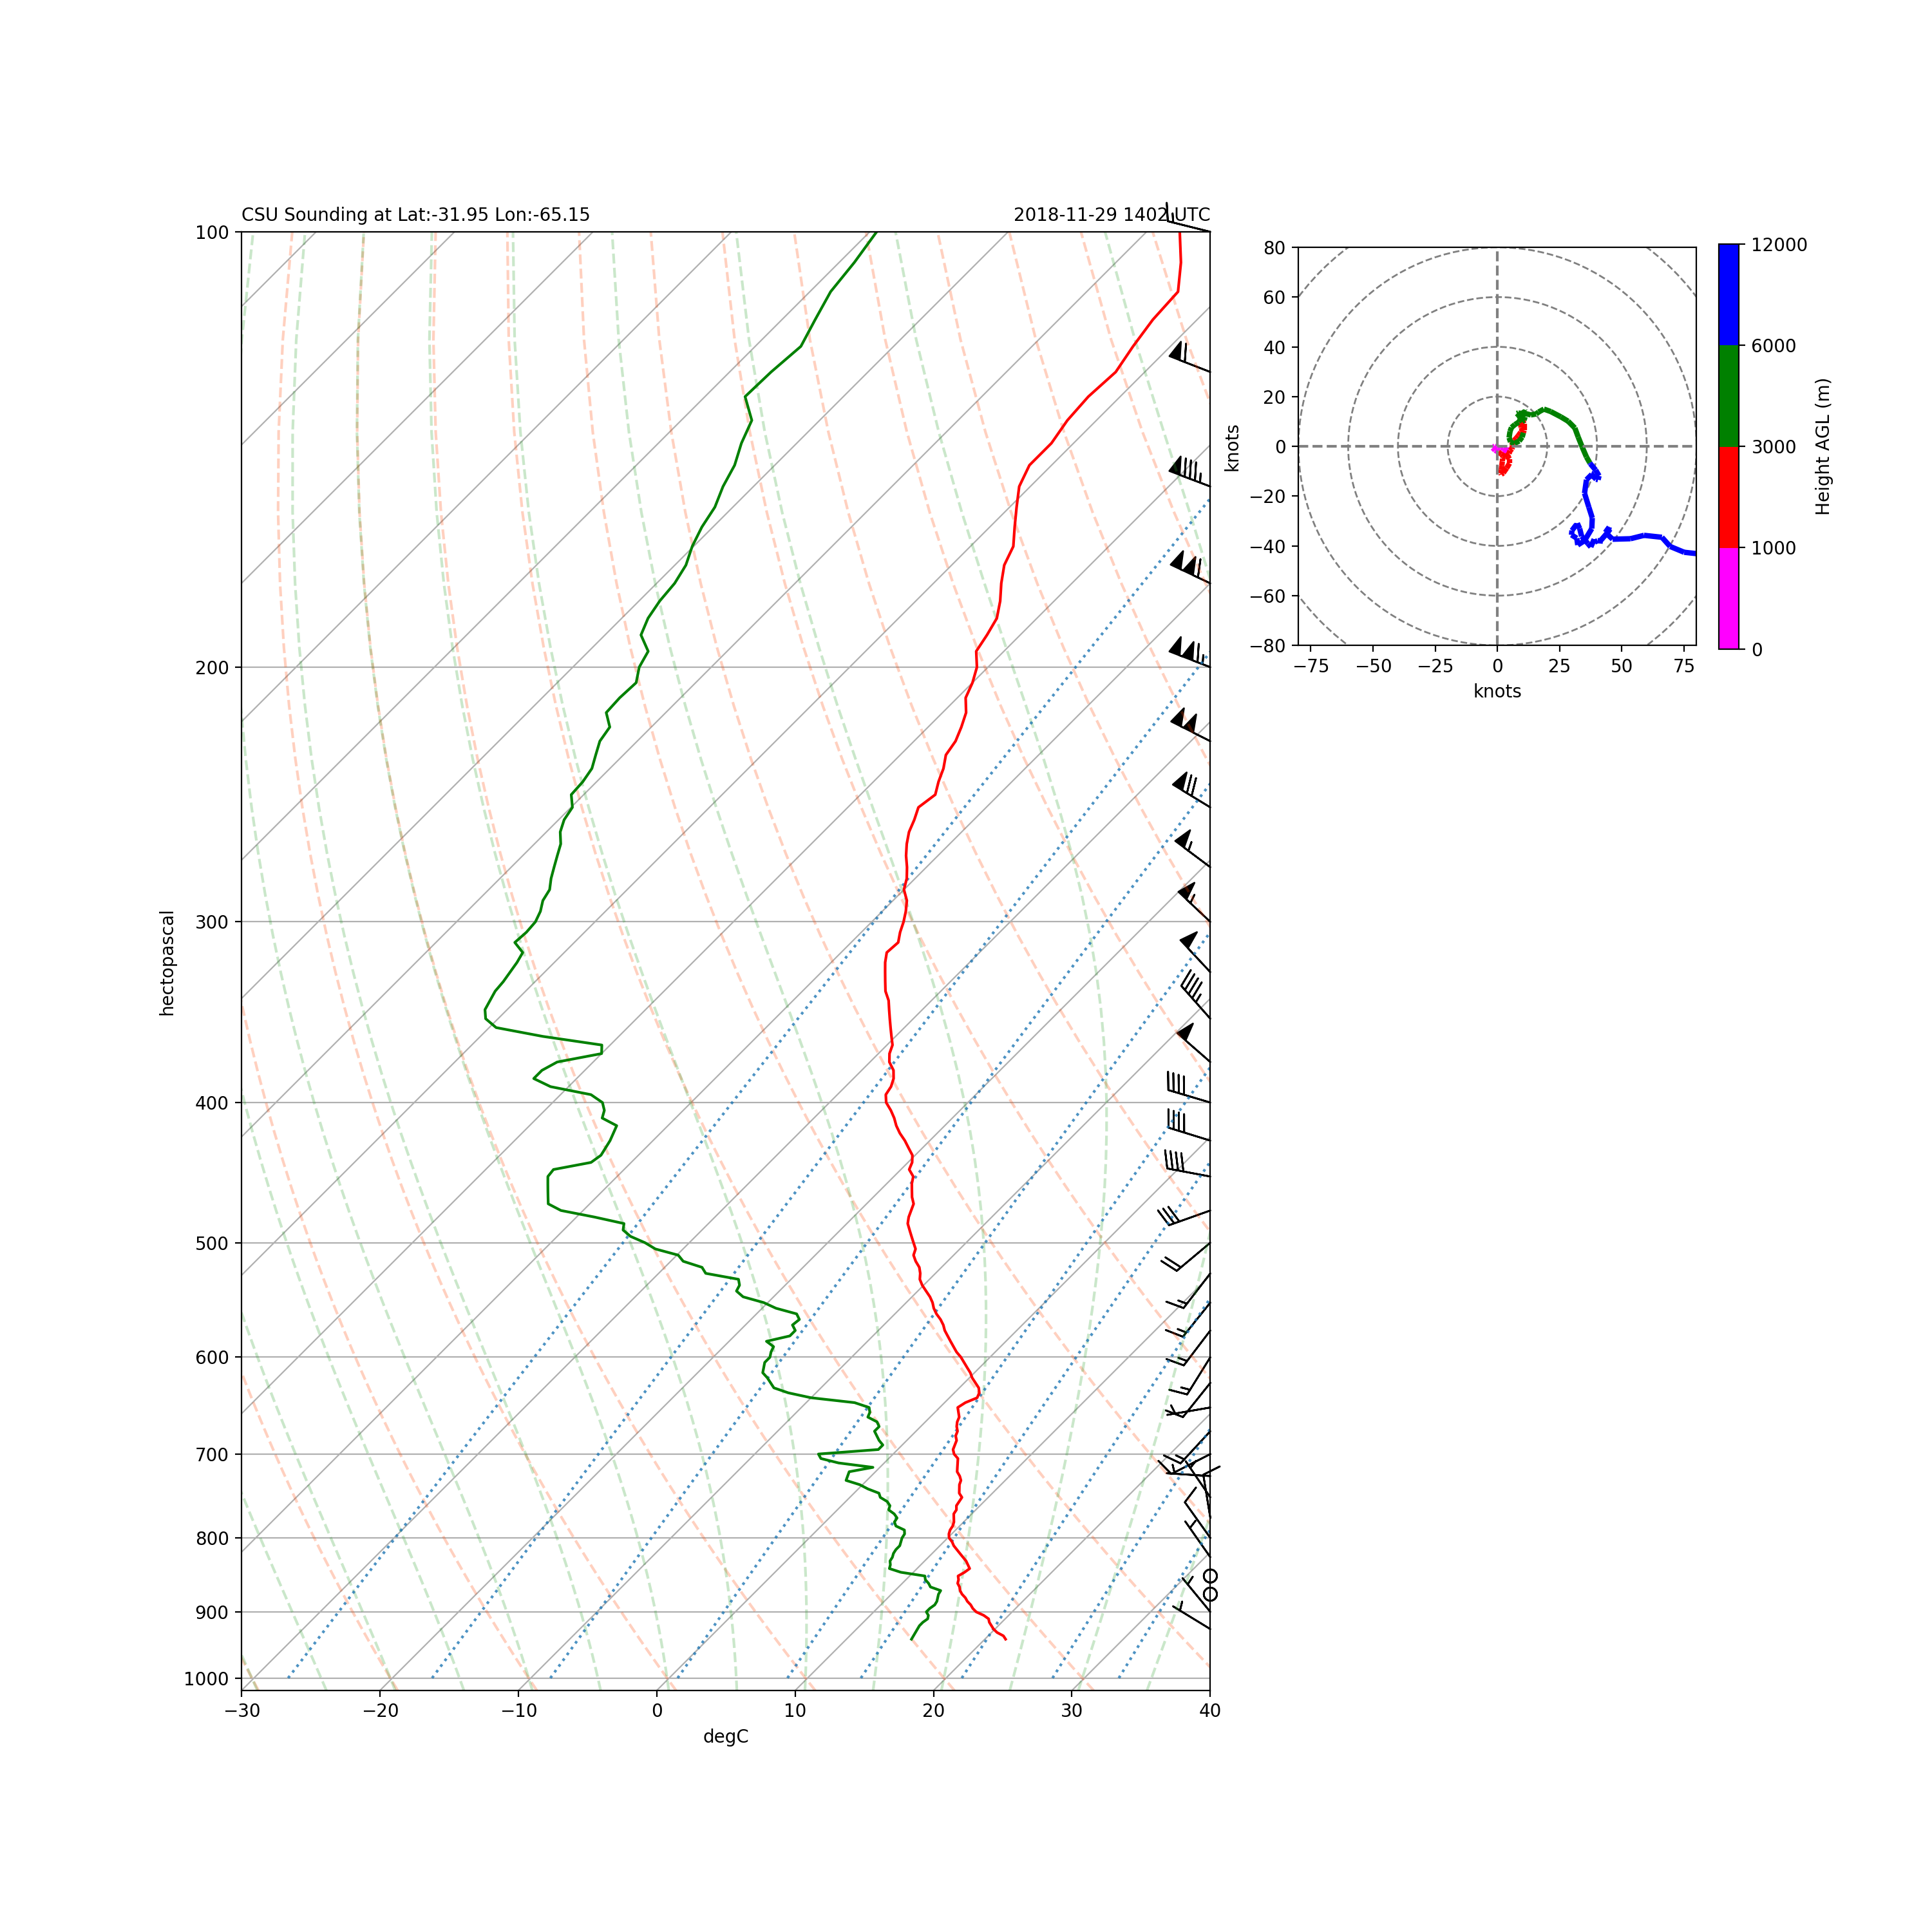 CSU Sounding at Lat:-31.95 Lon:-65.15
2018-11-29 1402 UTC
100
200
300
400
500
600
700
800
900
1000
hectopascal
−30 −20 −10 0 10 20 30 40
degC
80
60
40
20
0
−20
−40
−60
−80
knots
−75 −50 −25 0 25 50 75
knots
12000
6000
3000
1000
0
Height AGL (m)